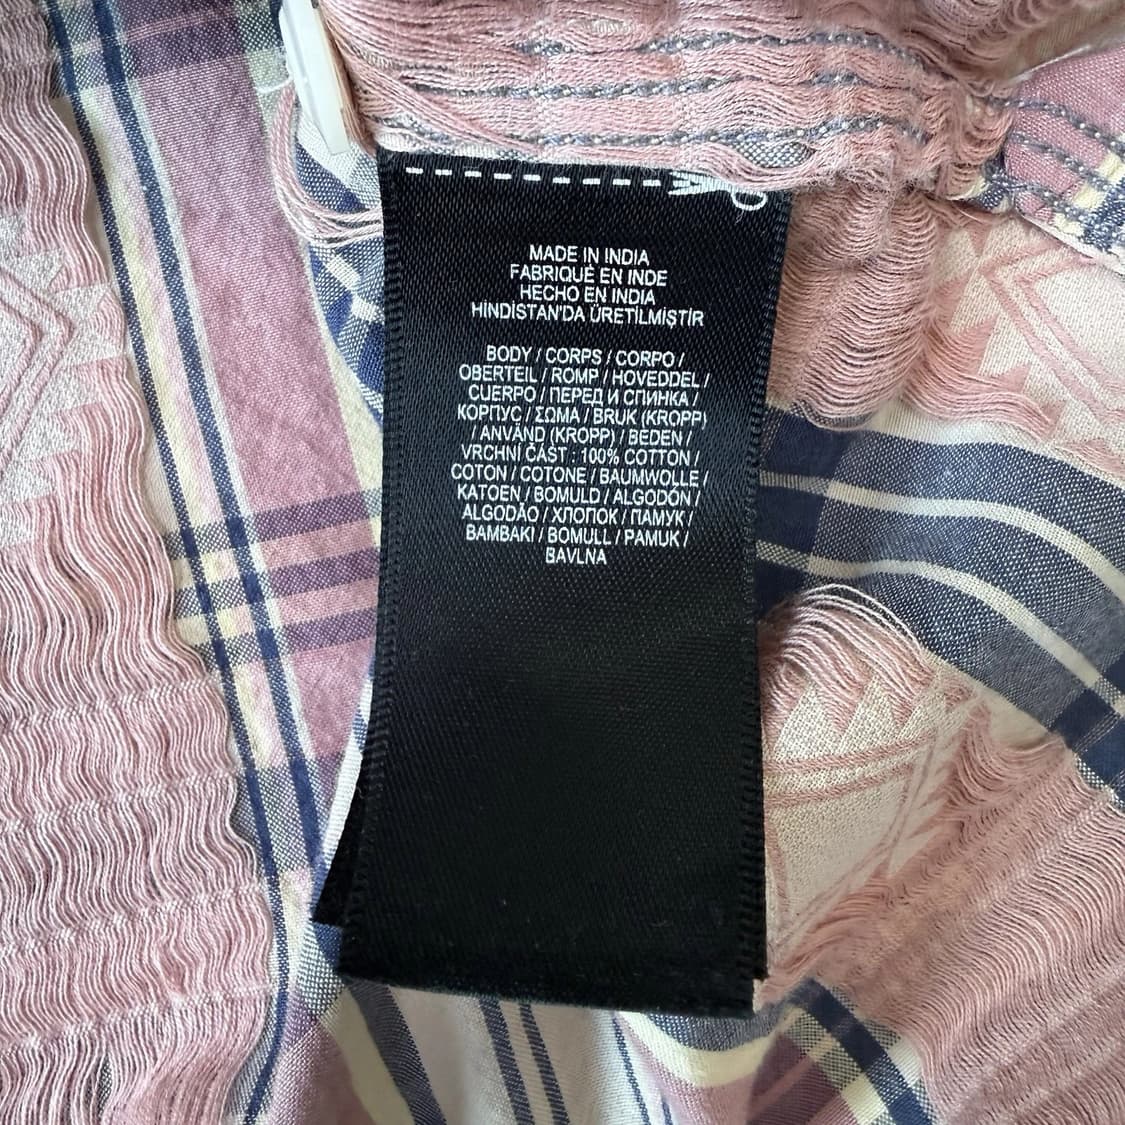 MADE IN INDIA
FABRIQUÉ EN INDE
HECHO EN INDIA
HİNDİSTAN'DA ÜRETİLMİŞTİR
BODY / CORPS / CORPO /
OBERTEIL / ROMP / HOVEDDEL /
CUERPO / ПЕРЕД И СПИНКА /
КОРПУС / ΣΩΜΑ / BRUK (KROPP)
/ ANVÄND (KROPP) / BEDEN /
VRCHNÍ ČÁST : 100% COTTON /
COTON / COTONE / BAUMWOLLE /
KATOEN / BOMULD / ALGODÓN /
ALGODÃO / ХЛОПОК / ПАМУК /
BAMBAKI / BOMULL / PAMUK /
BAVLNA